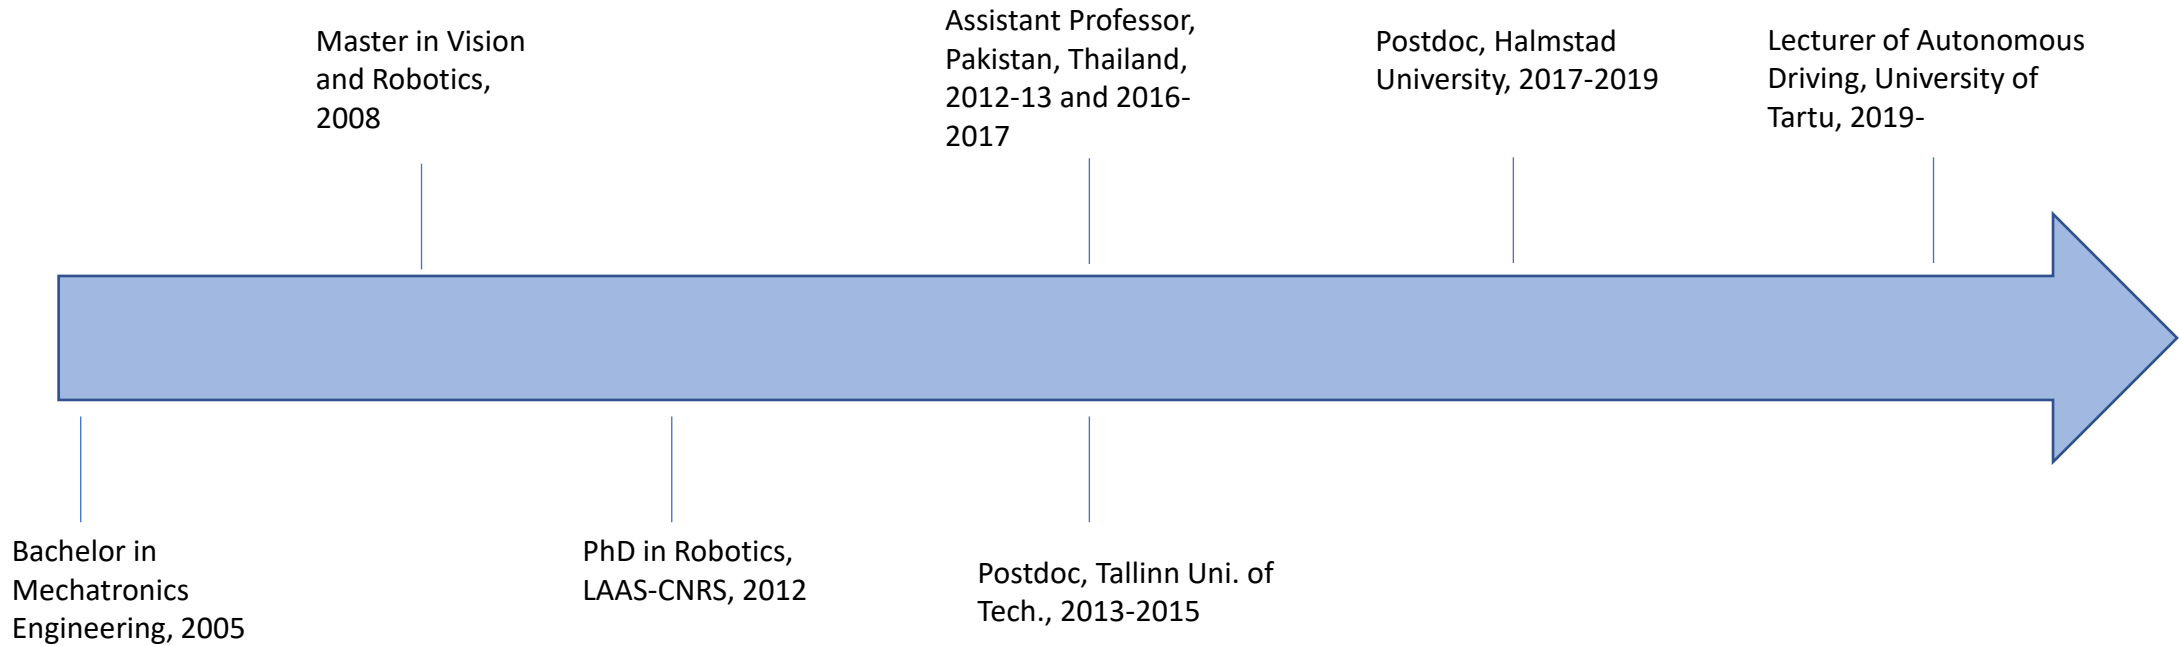 Master in Vision
and Robotics,
2008
Assistant Professor,
Pakistan, Thailand,
2012-13 and 2016-
2017
Postdoc, Halmstad
University, 2017-2019
Lecturer of Autonomous
Driving, University of
Tartu, 2019-
Bachelor in
Mechatronics
Engineering, 2005
PhD in Robotics,
LAAS-CNRS, 2012
Postdoc, Tallinn Uni. of
Tech., 2013-2015